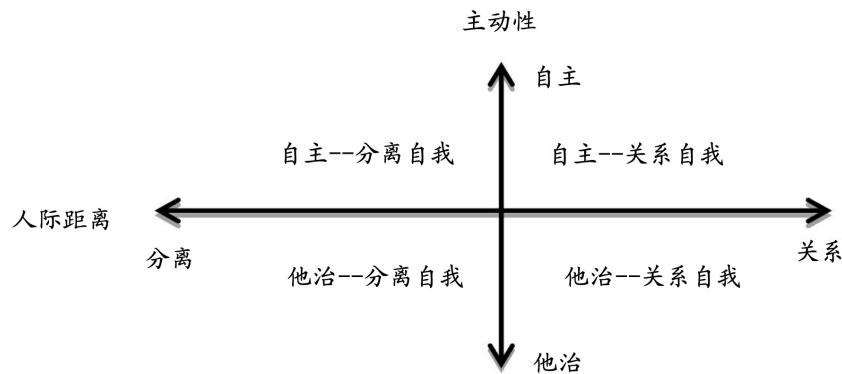 主动性
自主
自主--分离自我
自主--关系自我
人际距离
分离
关系
他治--分离自我
他治--关系自我
他治